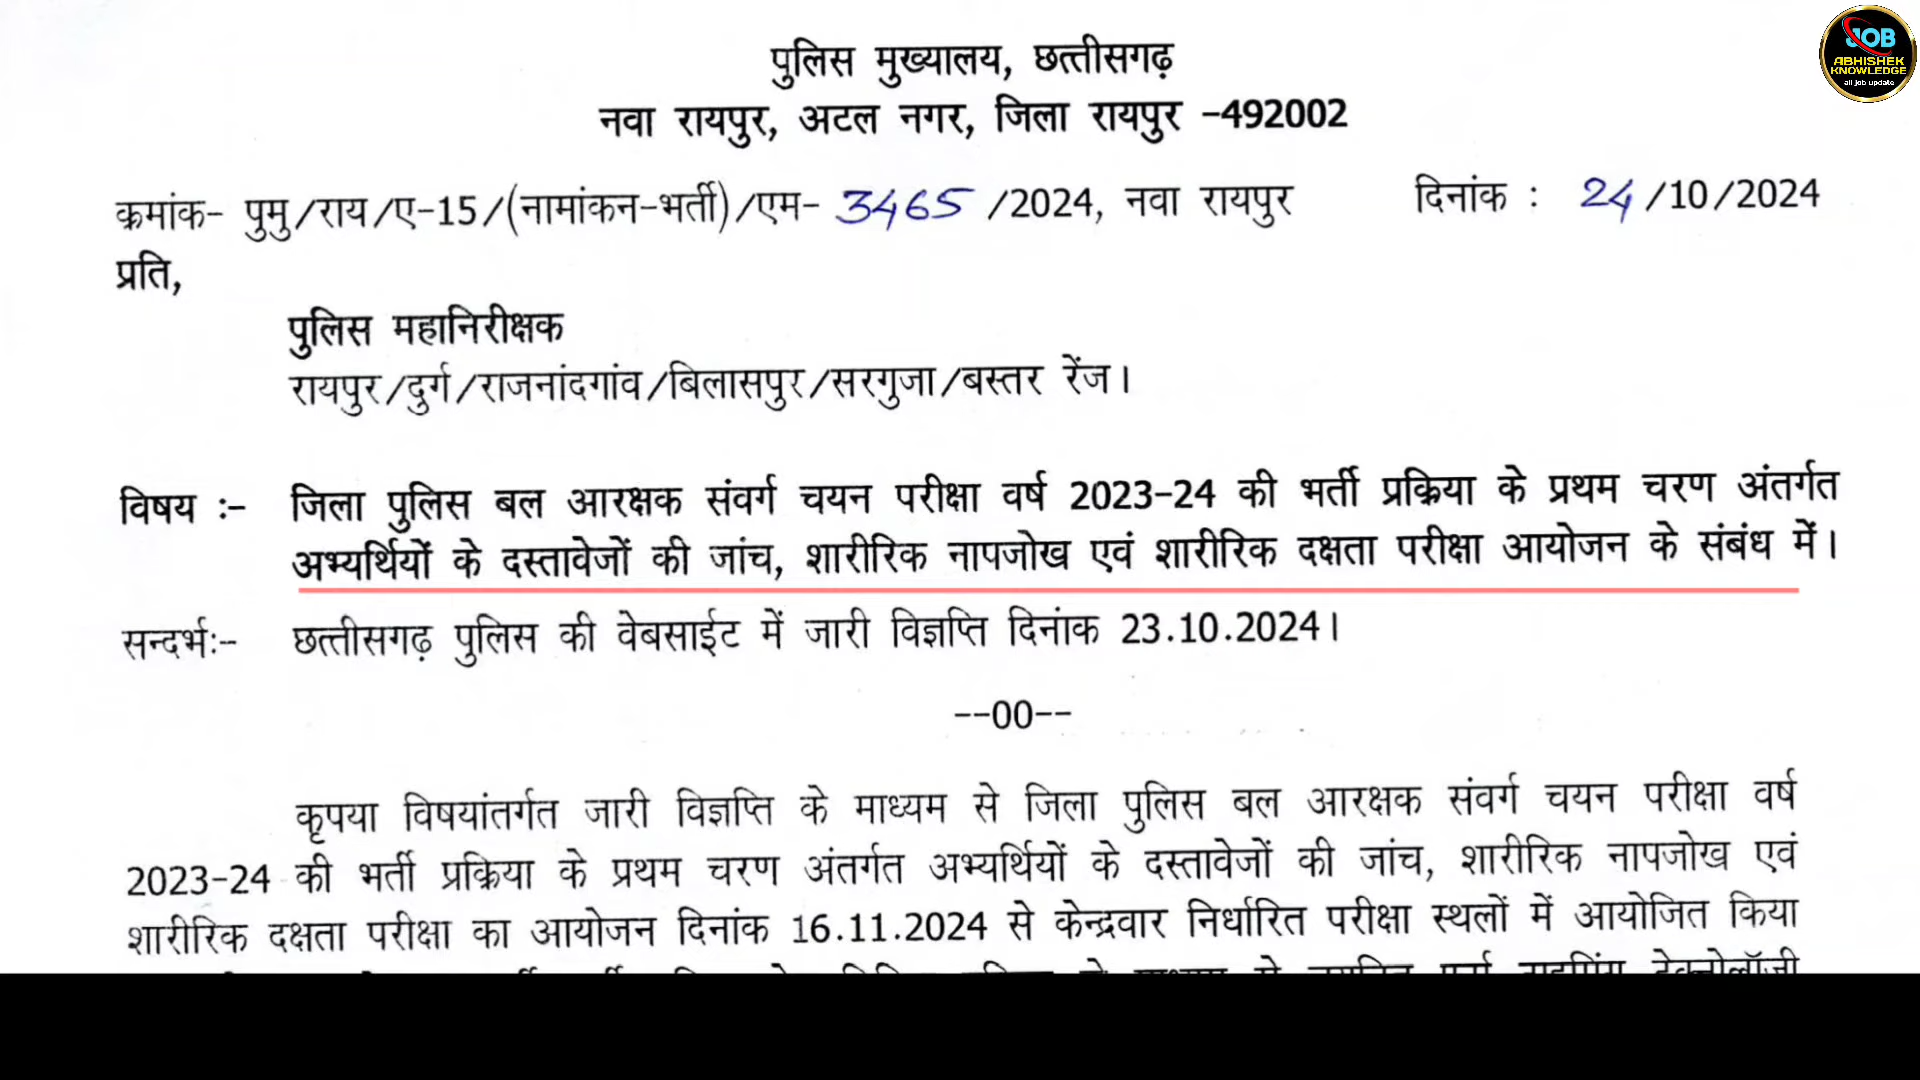 पुलिस मुख्यालय, छत्तीसगढ़
नवा रायपुर, अटल नगर, जिला रायपुर -492002
क्रमांक- पुमु/राय/ए-15/(नामांकन-भर्ती)/एम- 3465 /2024, नवा रायपुर दिनांक : 24/10/2024
प्रति,
पुलिस महानिरीक्षक
रायपुर/दुर्ग/राजनांदगांव/बिलासपुर/सरगुजा/बस्तर रेंज।
विषय :- जिला पुलिस बल आरक्षक संवर्ग चयन परीक्षा वर्ष 2023-24 की भर्ती प्रक्रिया के प्रथम चरण अंतर्गत
अभ्यर्थियों के दस्तावेजों की जांच, शारीरिक नापजोख एवं शारीरिक दक्षता परीक्षा आयोजन के संबंध में।
सन्दर्भः- छत्तीसगढ़ पुलिस की वेबसाईट में जारी विज्ञप्ति दिनांक 23.10.2024।
--00--
कृपया विषयांतर्गत जारी विज्ञप्ति के माध्यम से जिला पुलिस बल आरक्षक संवर्ग चयन परीक्षा वर्ष
2023-24 की भर्ती प्रक्रिया के प्रथम चरण अंतर्गत अभ्यर्थियों के दस्तावेजों की जांच, शारीरिक नापजोख एवं
शारीरिक दक्षता परीक्षा का आयोजन दिनांक 16.11.2024 से केन्द्रवार निर्धारित परीक्षा स्थलों में आयोजित किया
टेक्नोलॉजी
JOB
ABHISHEK
KNOWLEDGE
all job update